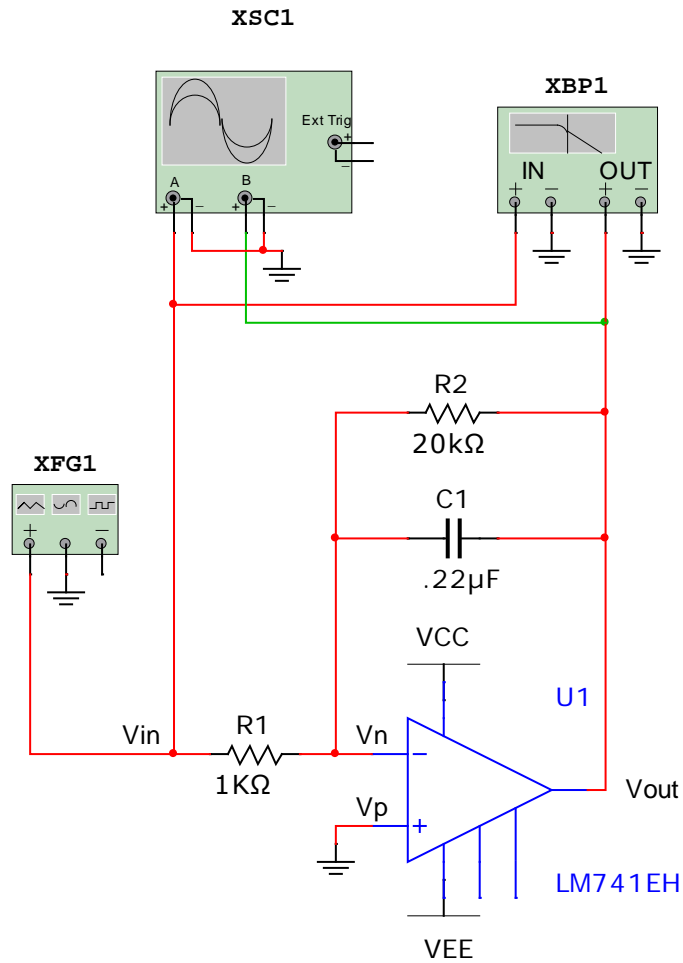 XSC1
Ext Trig
+
−
A
B
+ −
+ −
XBP1
IN OUT
+ − + −
R2
20kΩ
XFG1
+ −
C1
.22µF
VCC
U1
Vin
R1
1KΩ
Vn
−
Vp
+
Vout
LM741EH
VEE